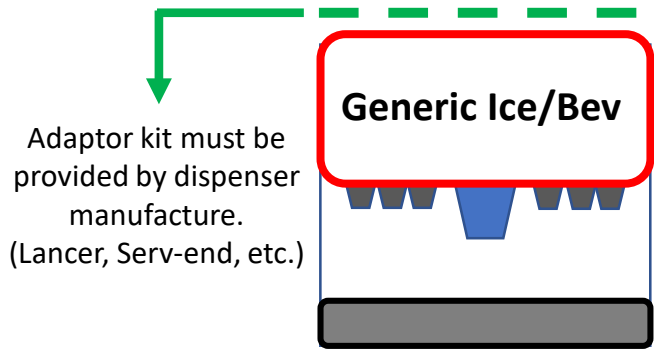 Generic Ice/Bev
Adaptor kit must be
provided by dispenser
manufacture.
(Lancer, Serv-end, etc.)